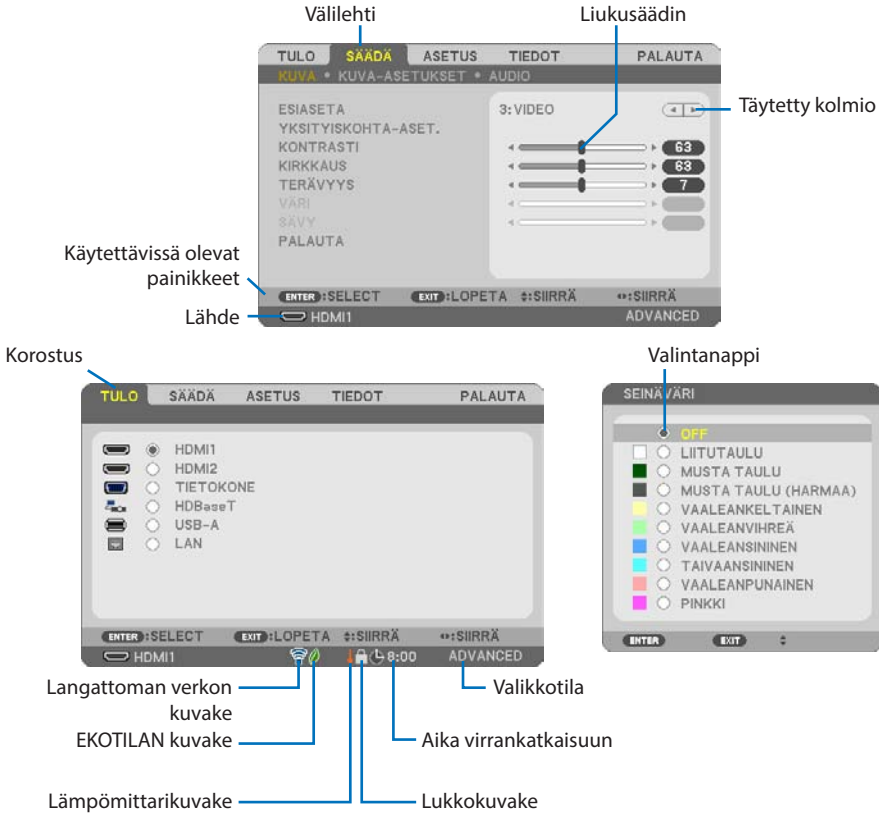 Välilehti
Liukusäädin
TULO SÄÄDÄ ASETUS TIEDOT PALAUTA
KUVA • KUVA-ASETUKSET • AUDIO
ESIASETA 3:VIDEO
Täytetty kolmio
YKSITYISKOHTA-ASET.
KONTRASTI 63
KIRKKAUS 63
TERÄVYYS 7
VÄRI
SÄVY
PALAUTA
Käytettävissä olevat
painikkeet
ENTER:SELECT EXIT:LOPETA :SIIRRÄ :SIIRRÄ
Lähde
HDMI1 ADVANCED
Korostus
TULO SÄÄDÄ ASETUS TIEDOT PALAUTA
HDMI1
HDMI2
TIETOKONE
HDBaseT
USB-A
LAN
ENTER:SELECT EXIT:LOPETA :SIIRRÄ :SIIRRÄ
HDMI1 8:00 ADVANCED
Valintanappi
SEINÄVÄRI
OFF
LIITUTAULU
MUSTA TAULU
MUSTA TAULU (HARMAA)
VAALEANKELTAINEN
VAALEANVIHREÄ
VAALEANSININEN
TAIVAANSININEN
VAALEANPUNAINEN
PINKKI
ENTER EXIT
Langattoman verkon
kuvake
Valikkotila
EKOTILAN kuvake
Aika virrankatkaisuun
Lämpömittarikuvake
Lukkokuvake